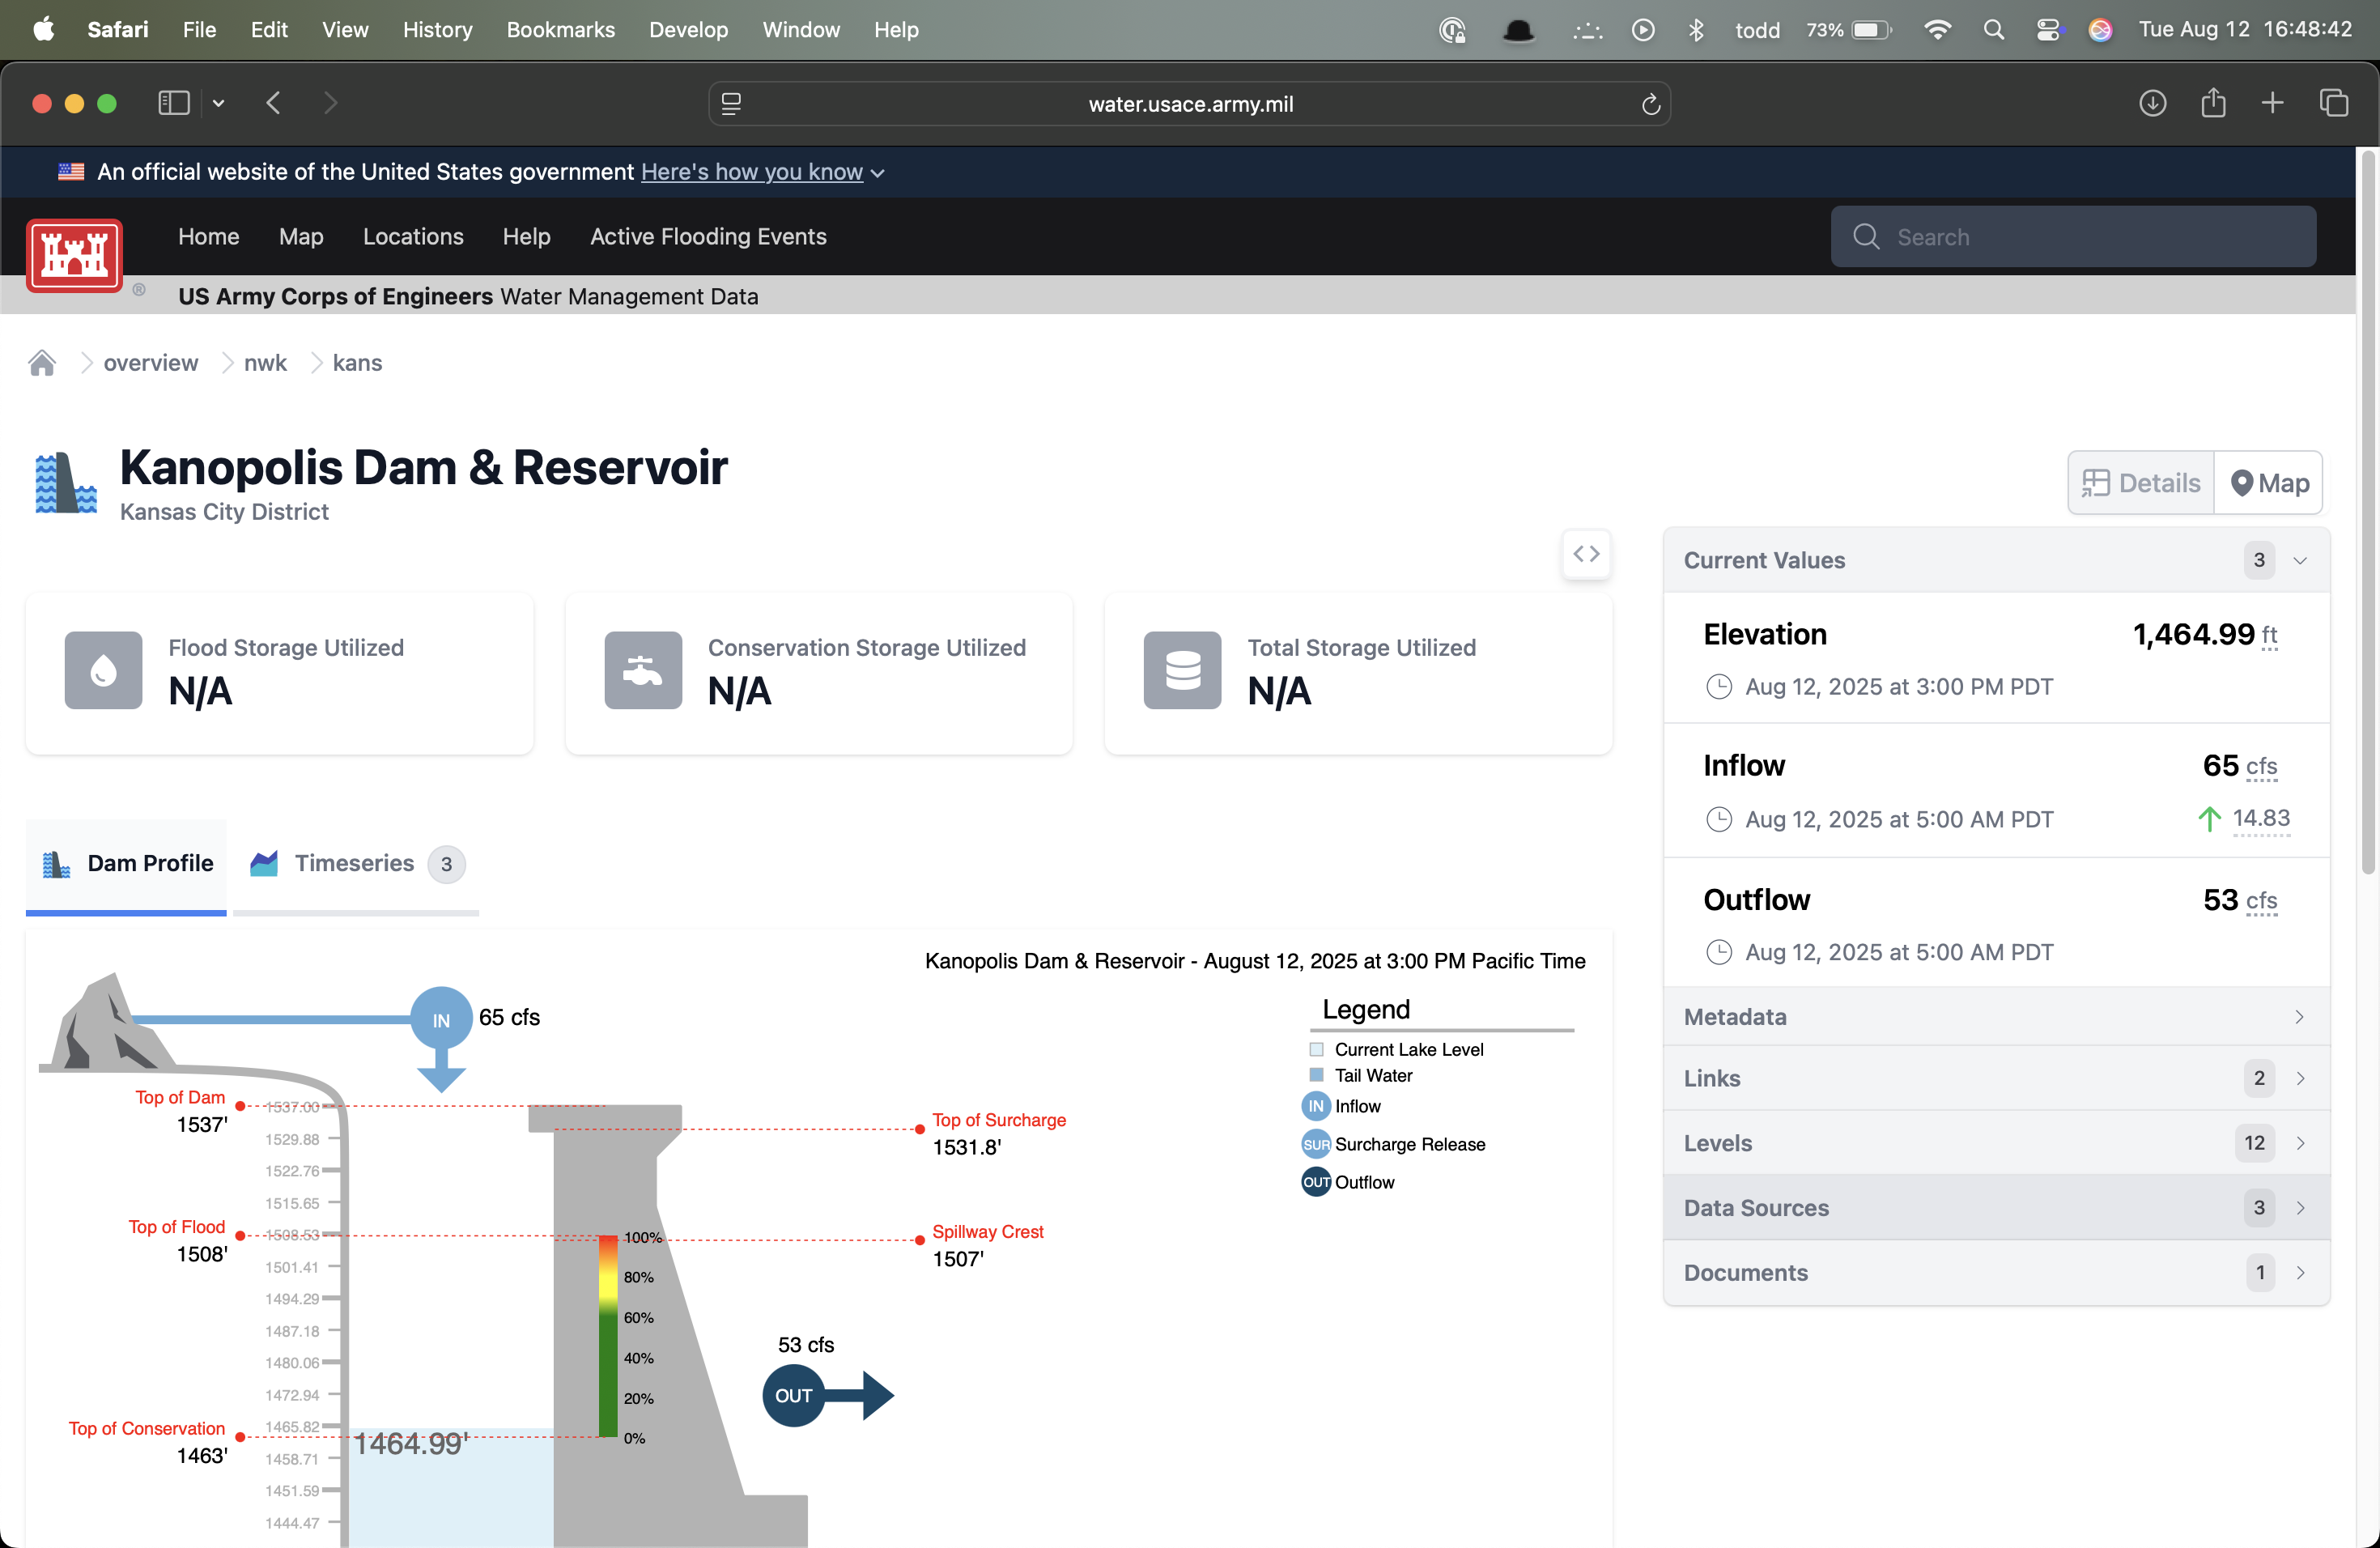 Safari File Edit View History Bookmarks Develop Window Help todd 73% Tue Aug 12 16:48:42
water.usace.army.mil
An official website of the United States government Here's how you know
Home Map Locations Help Active Flooding Events Search
®
US Army Corps of Engineers Water Management Data
overview nwk kans
Kanopolis Dam & Reservoir
Kansas City District
Details Map
Flood Storage Utilized
N/A
Conservation Storage Utilized
N/A
Total Storage Utilized
N/A
Dam Profile Timeseries 3
Kanopolis Dam & Reservoir - August 12, 2025 at 3:00 PM Pacific Time
IN 65 cfs
Legend
Current Lake Level
Tail Water
IN Inflow
SUR Surcharge Release
OUT Outflow
Top of Dam
1537'
Top of Flood
1508'
Top of Conservation
1463'
1537.00
1529.88
1522.76
1515.65
1508.53
1501.41
1494.29
1487.18
1480.06
1472.94
1465.82
1458.71
1451.59
1444.47
1464.99'
100%
80%
60%
40%
20%
0%
Top of Surcharge
1531.8'
Spillway Crest
1507'
53 cfs
OUT
Current Values 3
Elevation 1,464.99 ft
Aug 12, 2025 at 3:00 PM PDT
Inflow 65 cfs
Aug 12, 2025 at 5:00 AM PDT 14.83
Outflow 53 cfs
Aug 12, 2025 at 5:00 AM PDT
Metadata
Links 2
Levels 12
Data Sources 3
Documents 1